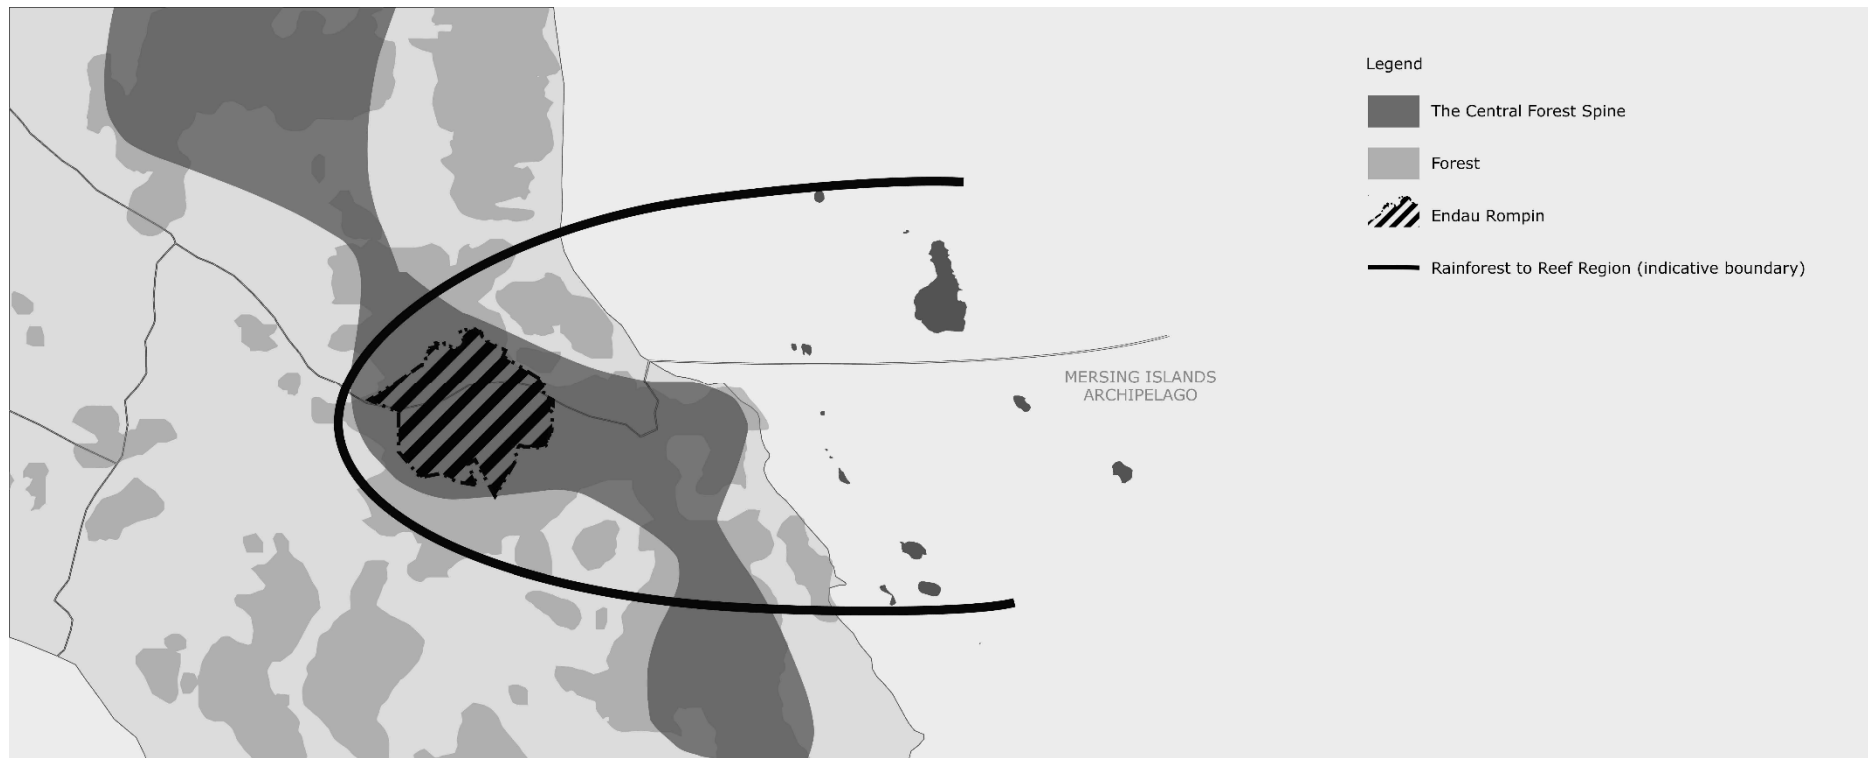 Legend
The Central Forest Spine
Forest
Endau Rompin
Rainforest to Reef Region (indicative boundary)
MERSING ISLANDS
ARCHIPELAGO